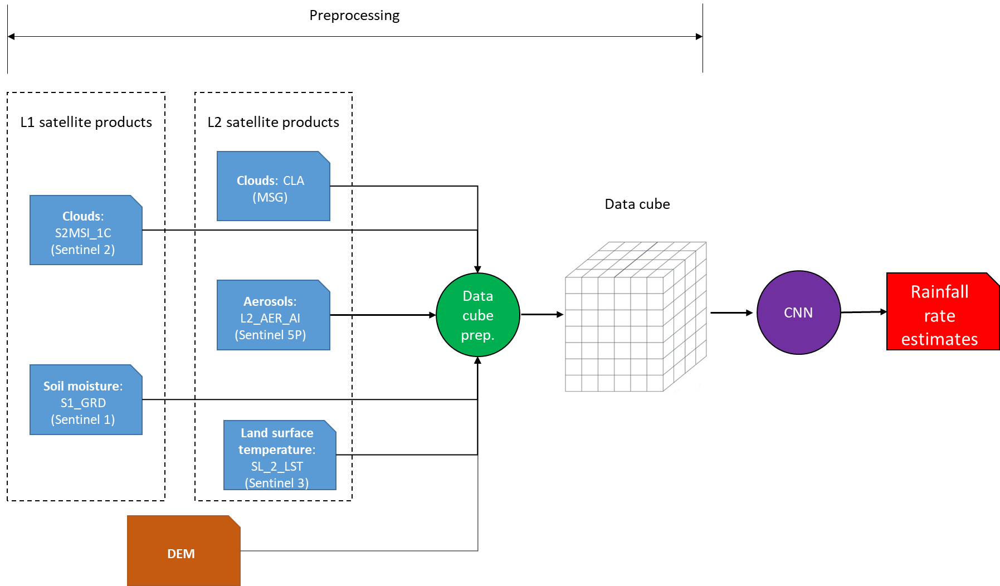 Preprocessing
L1 satellite products
Clouds:
S2MSI_1C
(Sentinel 2)
Soil moisture:
S1_GRD
(Sentinel 1)
L2 satellite products
Clouds: CLA
(MSG)
Aerosols:
L2_AER_AI
(Sentinel 5P)
Land surface
temperature:
SL_2_LST
(Sentinel 3)
DEM
Data
cube
prep.
Data cube
CNN
Rainfall
rate
estimates